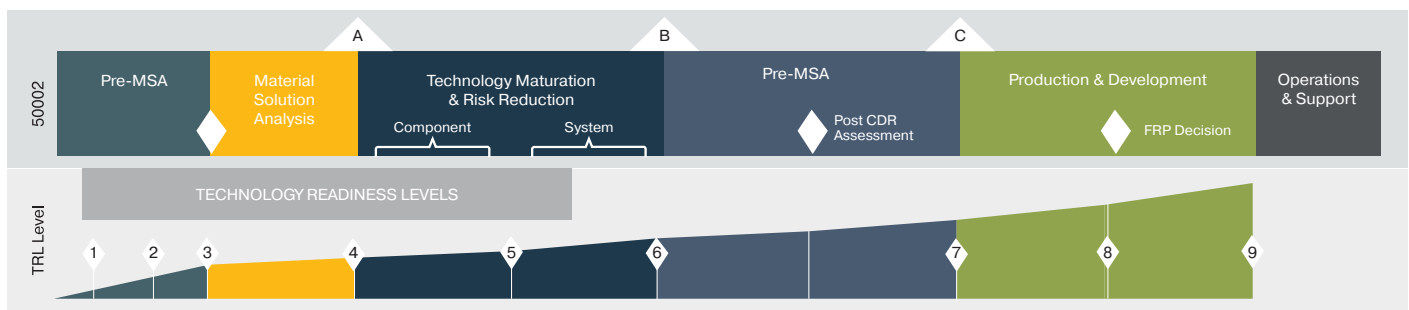 A
B
C
50002
Pre-MSA
Material
Solution
Analysis
Technology Maturation
& Risk Reduction
Component
System
Pre-MSA
Post CDR
Assessment
Production & Development
FRP Decision
Operations
& Support
TECHNOLOGY READINESS LEVELS
TRL Level
1
2
3
4
5
6
7
8
9